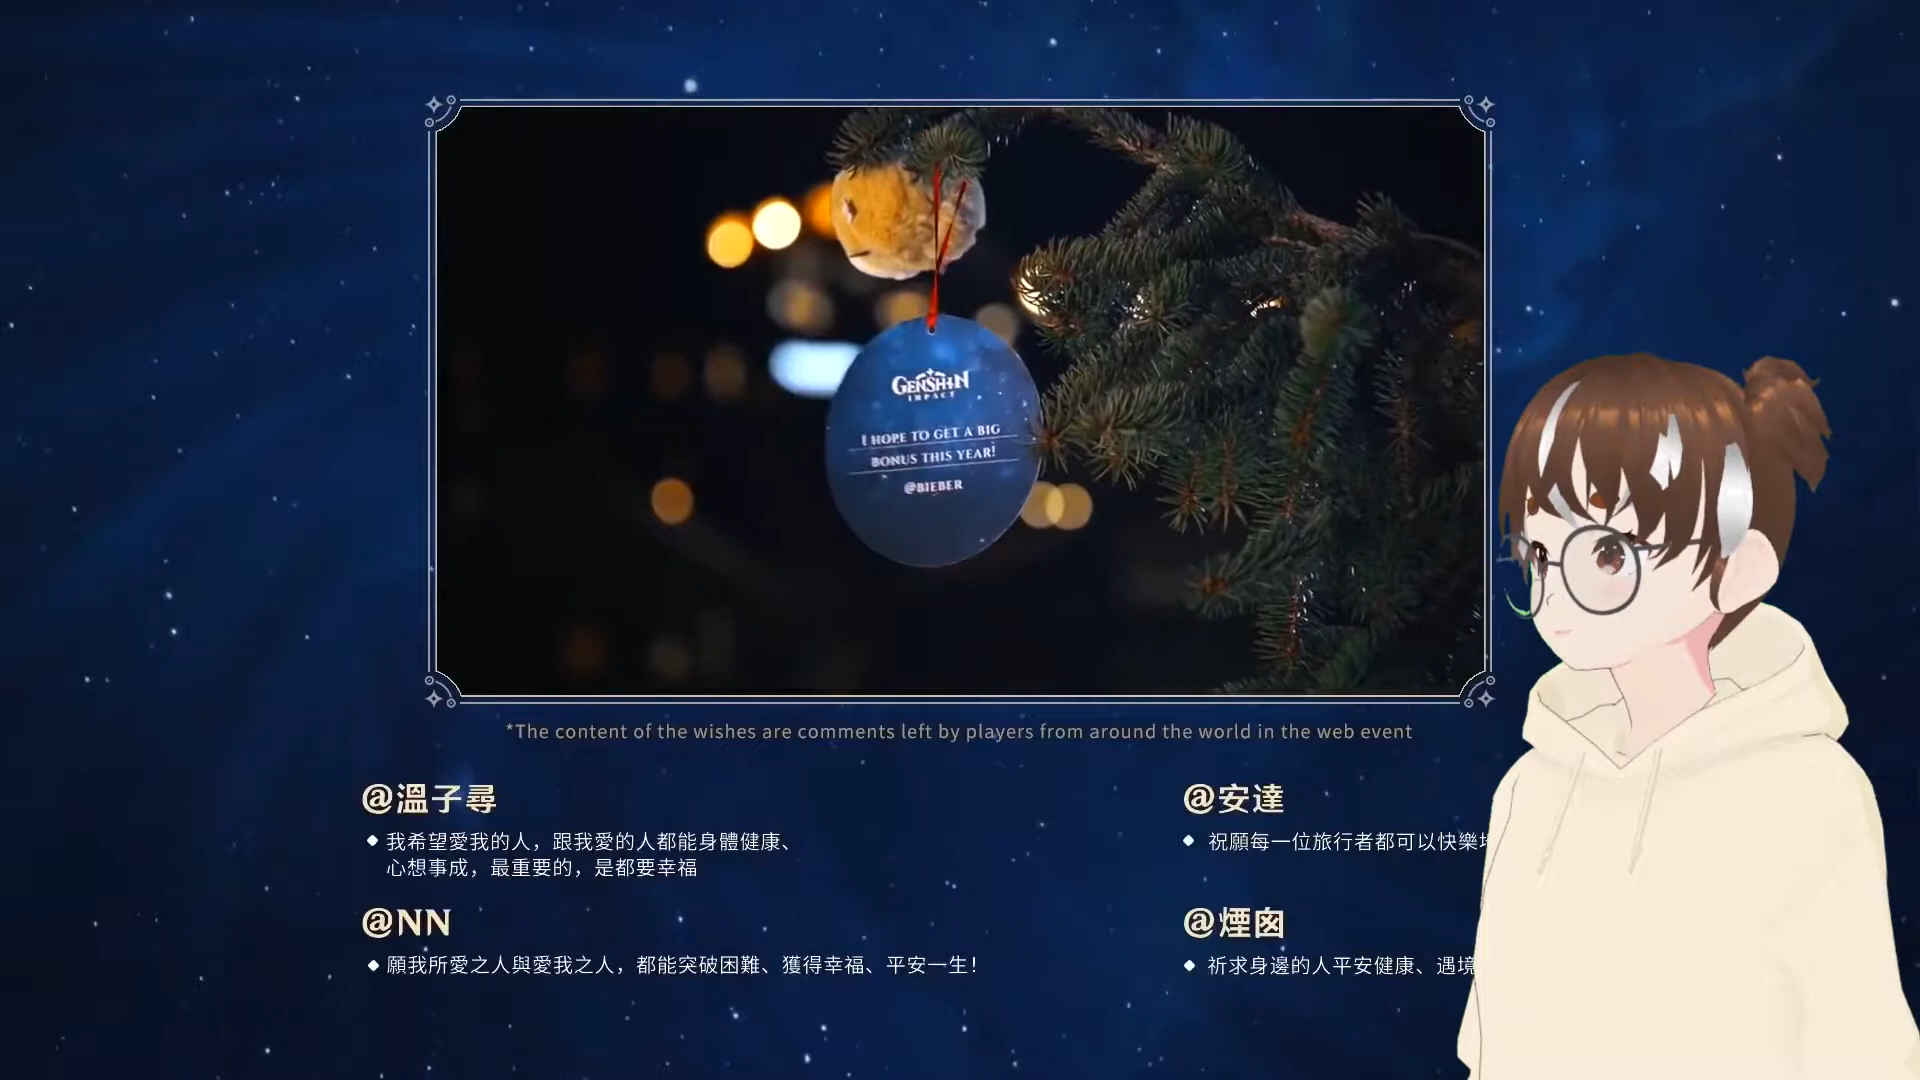 GENSHIN
IMPACT
I HOPE TO GET A BIG
BONUS THIS YEAR!
@BIEBER
*The content of the wishes are comments left by players from around the world in the web event
@溫子尋
我希望愛我的人，跟我愛的人都能身體健康、
心想事成，最重要的，是都要幸福
@安達
祝願每一位旅行者都可以快樂
@NN
願我所愛之人與愛我之人，都能突破困難、獲得幸福、平安一生！
@煙囪
祈求身邊的人平安健康、遇境